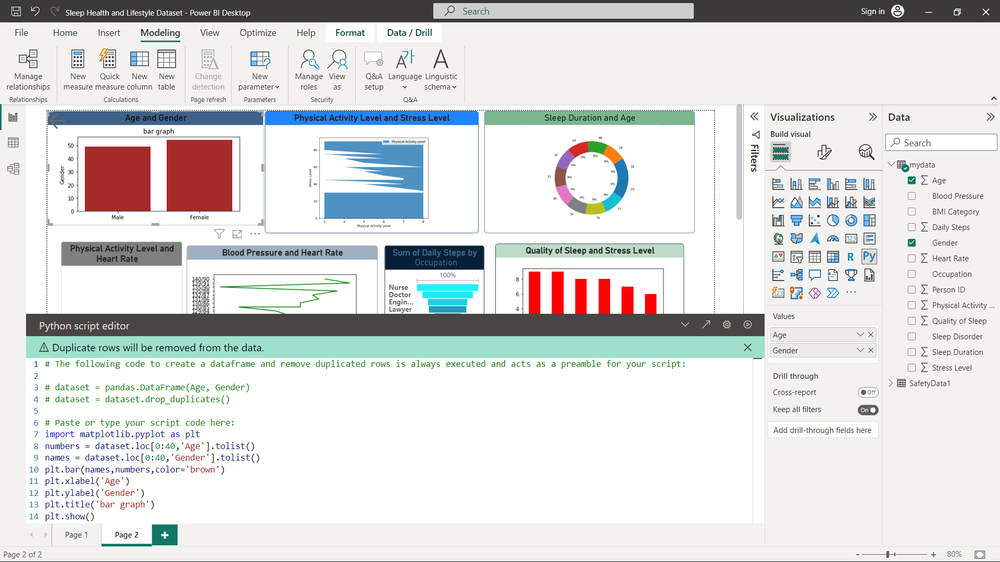 Sleep Health and Lifestyle Dataset - Power BI Desktop
Search
Sign in
File
Home
Insert
Modeling
View
Optimize
Help
Format
Data / Drill
Manage relationships
New measure
Quick measure
New column
New table
Change detection
New parameter
Manage roles
View as
Q&A setup
Language
Linguistic schema
Relationships
Calculations
Page refresh
Parameters
Security
Q&A
Age and Gender
bar graph
Gender
50
40
30
20
10
0
Male
Female
Physical Activity Level and Stress Level
Physical Activity Level
Stress Level
80
60
40
20
0
3
4
5
6
7
8
Physical Activity Level
Sleep Duration and Age
48
28
34
29
27
51
50
49
33
32
29
9%
9%
9%
9%
9%
9%
9%
9%
9%
9%
9%
Physical Activity Level and
Heart Rate
Blood Pressure and Heart Rate
140/90
139/91
135/90
135/88
132/87
131/86
130/86
130/85
129/84
Sum of Daily Steps by
Occupation
100%
Nurse
Doctor
Engin...
Lawyer
Quality of Sleep and Stress Level
8
6
4
Filters
Python script editor
Duplicate rows will be removed from the data.
1 # The following code to create a dataframe and remove duplicated rows is always executed and acts as a preamble for your script:
2
3 # dataset = pandas.DataFrame(Age, Gender)
4 # dataset = dataset.drop_duplicates()
5
6 # Paste or type your script code here:
7 import matplotlib.pyplot as plt
8 numbers = dataset.loc[0:40,'Age'].tolist()
9 names = dataset.loc[0:40,'Gender'].tolist()
10 plt.bar(names,numbers,color='brown')
11 plt.xlabel('Age')
12 plt.ylabel('Gender')
13 plt.title('bar graph')
14 plt.show()
Page 1
Page 2
Page 2 of 2
80%
Visualizations
Build visual
123
R
Py
123
Values
Age
Gender
Drill through
Cross-report
Off
Keep all filters
On
Add drill-through fields here
Data
Search
mydata
Age
Blood Pressure
BMI Category
Daily Steps
Gender
Heart Rate
Occupation
Person ID
Physical Activity ...
Quality of Sleep
Sleep Disorder
Sleep Duration
Stress Level
SafetyData1